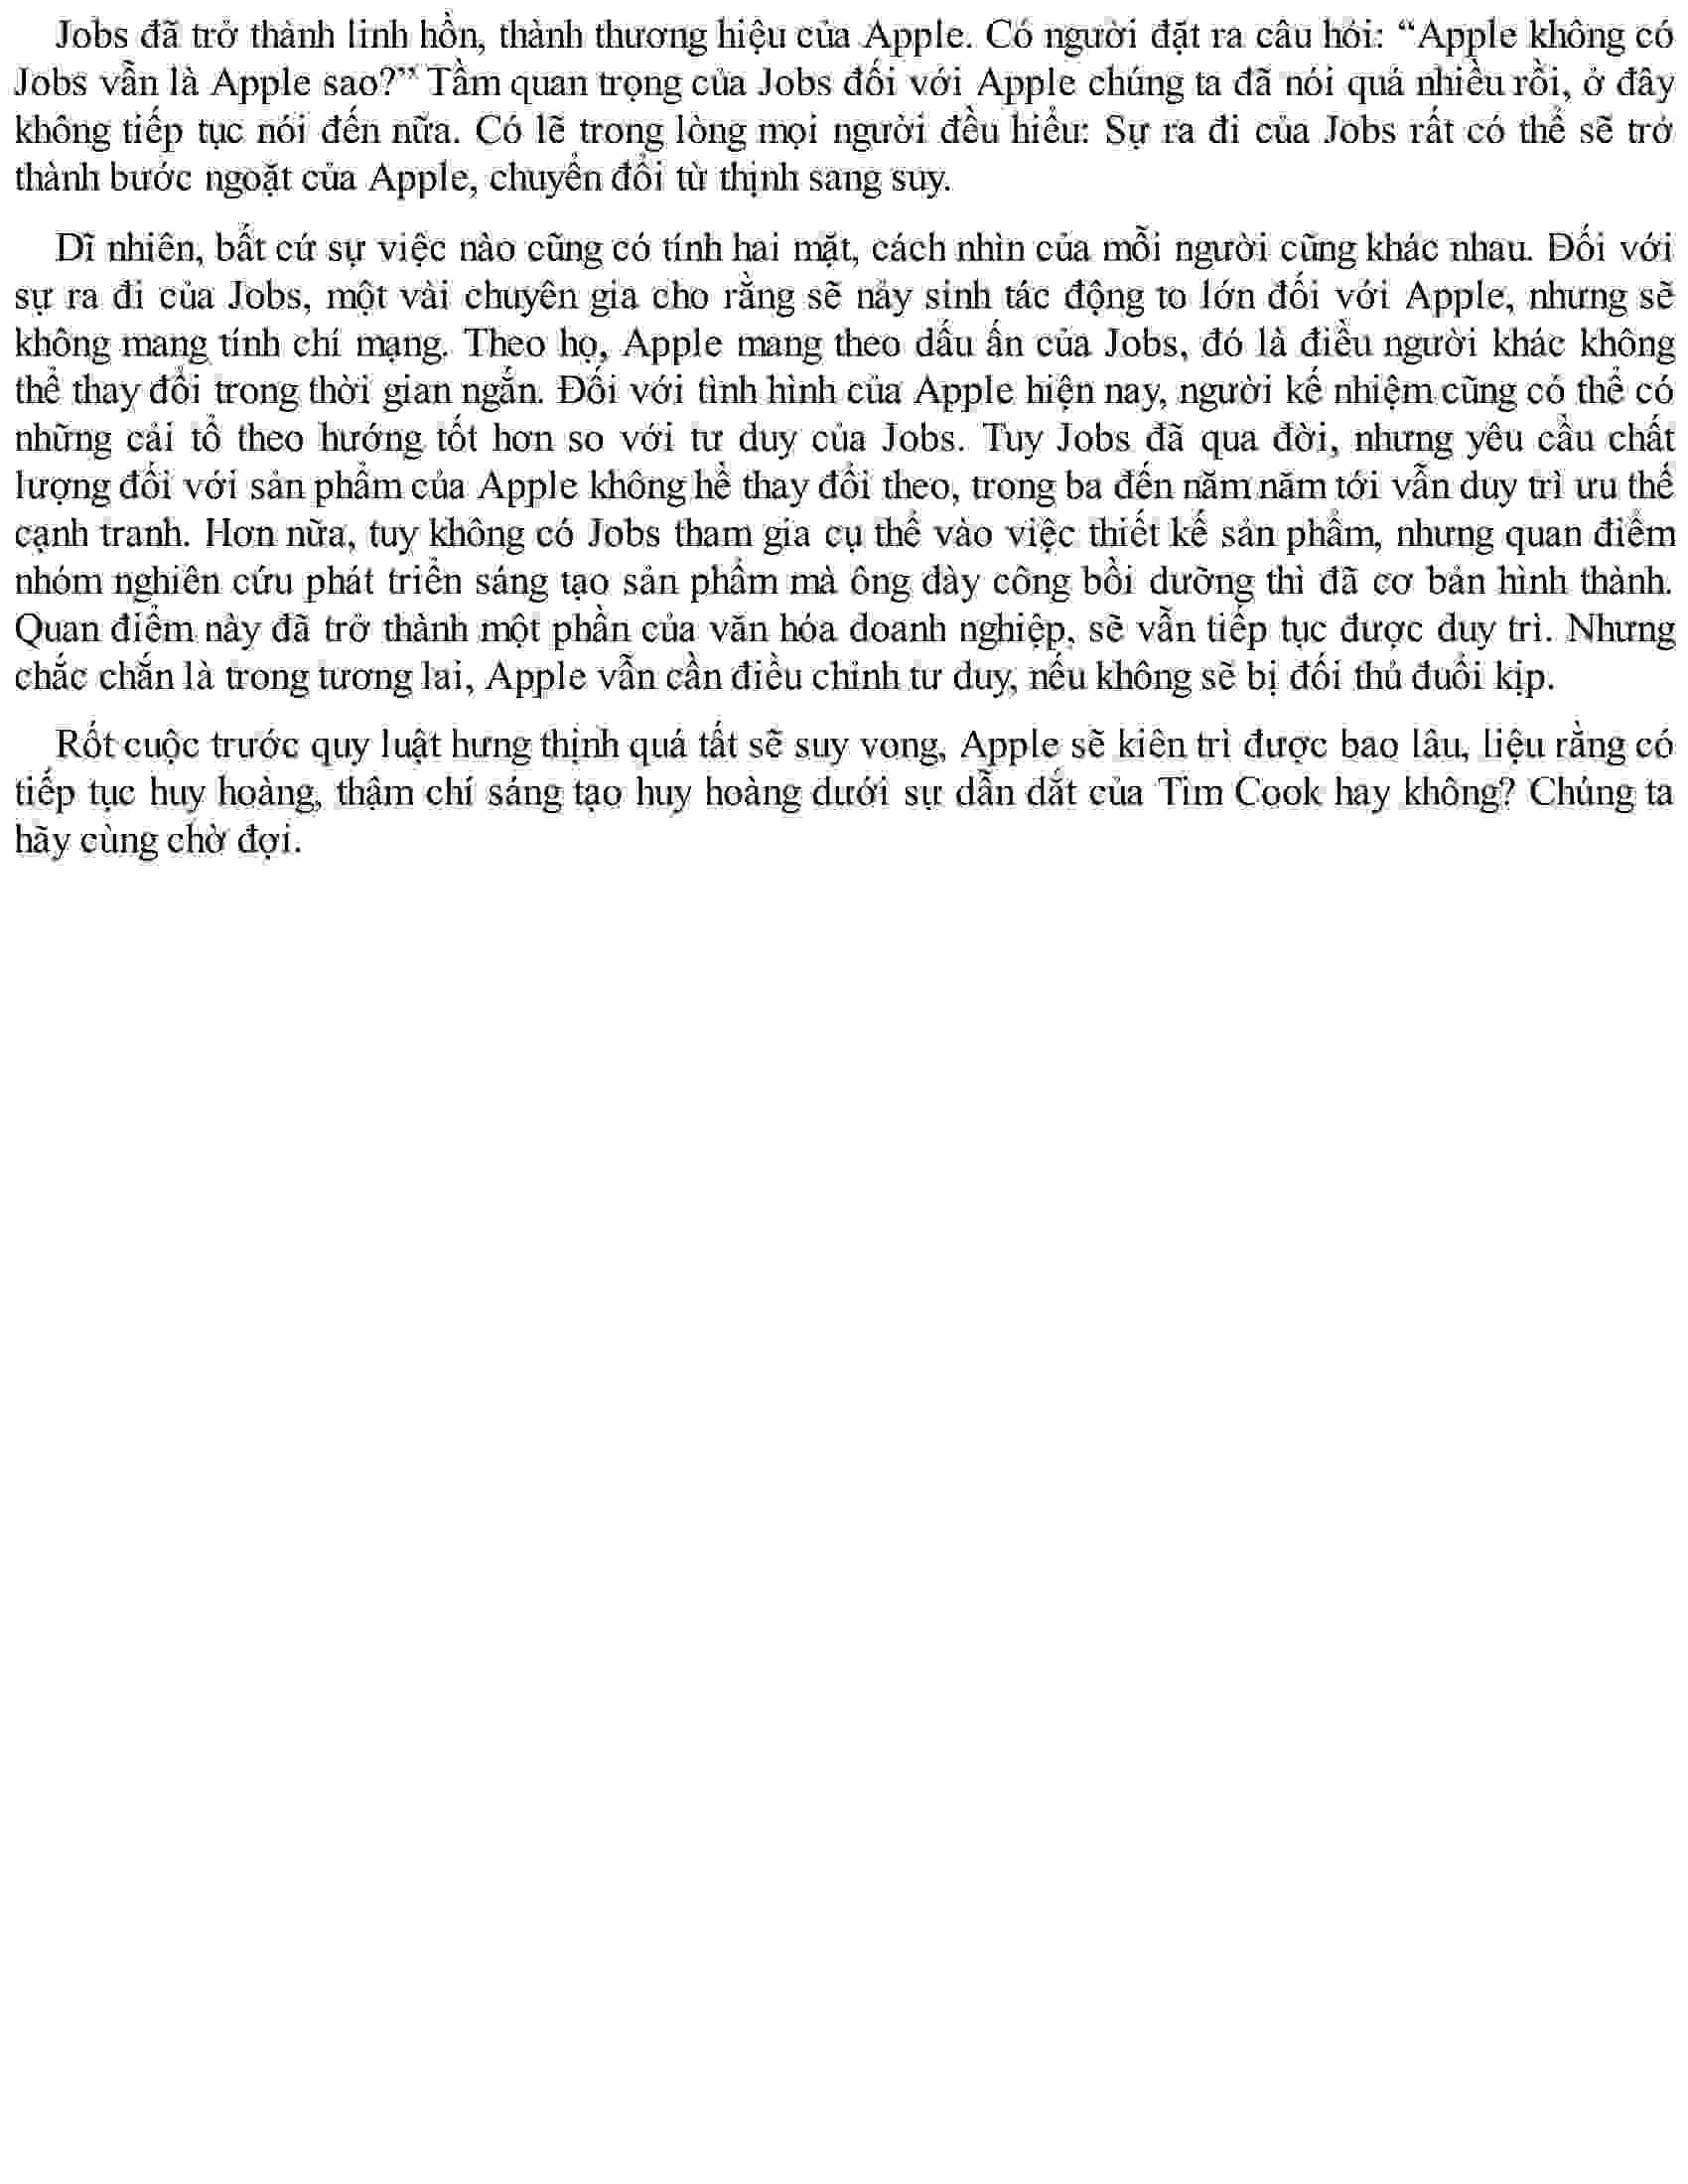 Jobs đã trở thành linh hồn, thành thương hiệu của Apple. Có người đặt ra câu hỏi: “Apple không có
Jobs vẫn là Apple sao?” Tầm quan trọng của Jobs đối với Apple chúng ta đã nói quá nhiều rồi, ở đây
không tiếp tục nói đến nữa. Có lẽ trong lòng mọi người đều hiểu: Sự ra đi của Jobs rất có thể sẽ trở
thành bước ngoặt của Apple, chuyển đổi từ thịnh sang suy.
Dĩ nhiên, bất cứ sự việc nào cũng có tính hai mặt, cách nhìn của mỗi người cũng khác nhau. Đối với
sự ra đi của Jobs, một vài chuyên gia cho rằng sẽ nảy sinh tác động to lớn đối với Apple, nhưng sẽ
không mang tính chí mạng. Theo họ, Apple mang theo dấu ấn của Jobs, đó là điều người khác không
thể thay đổi trong thời gian ngắn. Đối với tình hình của Apple hiện nay, người kế nhiệm cũng có thể có
những cải tổ theo hướng tốt hơn so với tư duy của Jobs. Tuy Jobs đã qua đời, nhưng yêu cầu chất
lượng đối với sản phẩm của Apple không hề thay đổi theo, trong ba đến năm năm tới vẫn duy trì ưu thế
cạnh tranh. Hơn nữa, tuy không có Jobs tham gia cụ thể vào việc thiết kế sản phẩm, nhưng quan điểm
nhóm nghiên cứu phát triển sáng tạo sản phẩm mà ông đày công bồi dưỡng thì đã cơ bản hình thành.
Quan điểm này đã trở thành một phần của văn hóa doanh nghiệp, sẽ vẫn tiếp tục được duy trì. Nhưng
chắc chắn là trong tương lai, Apple vẫn cần điều chỉnh tư duy, nếu không sẽ bị đối thủ đuổi kịp.
Rốt cuộc trước quy luật hưng thịnh quá tất sẽ suy vong, Apple sẽ kiên trì được bao lâu, liệu rằng có
tiếp tục huy hoàng, thậm chí sáng tạo huy hoàng dưới sự dẫn dắt của Tim Cook hay không? Chúng ta
hãy cùng chờ đợi.